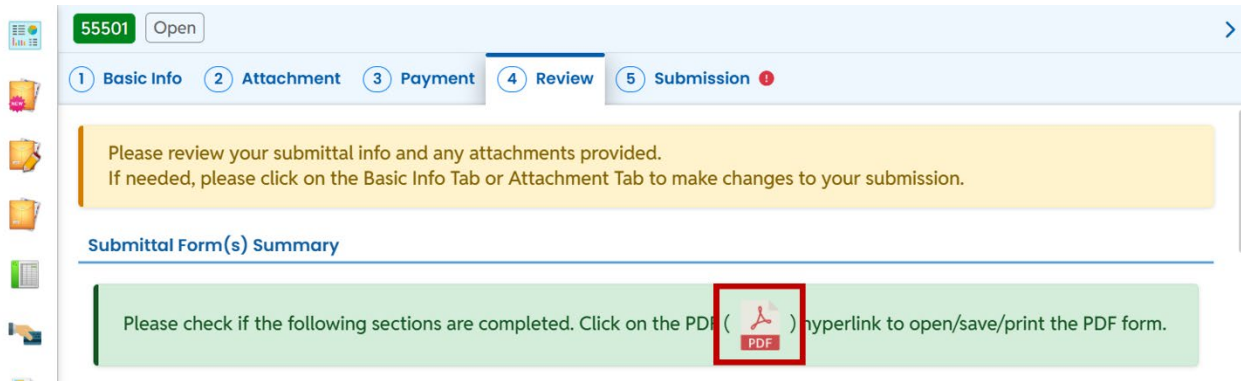 55501 Open
1 Basic Info 2 Attachment 3 Payment 4 Review 5 Submission !
Please review your submittal info and any attachments provided.
If needed, please click on the Basic Info Tab or Attachment Tab to make changes to your submission.
Submittal Form(s) Summary
Please check if the following sections are completed. Click on the PDF ( PDF ) hyperlink to open/save/print the PDF form.
NEW